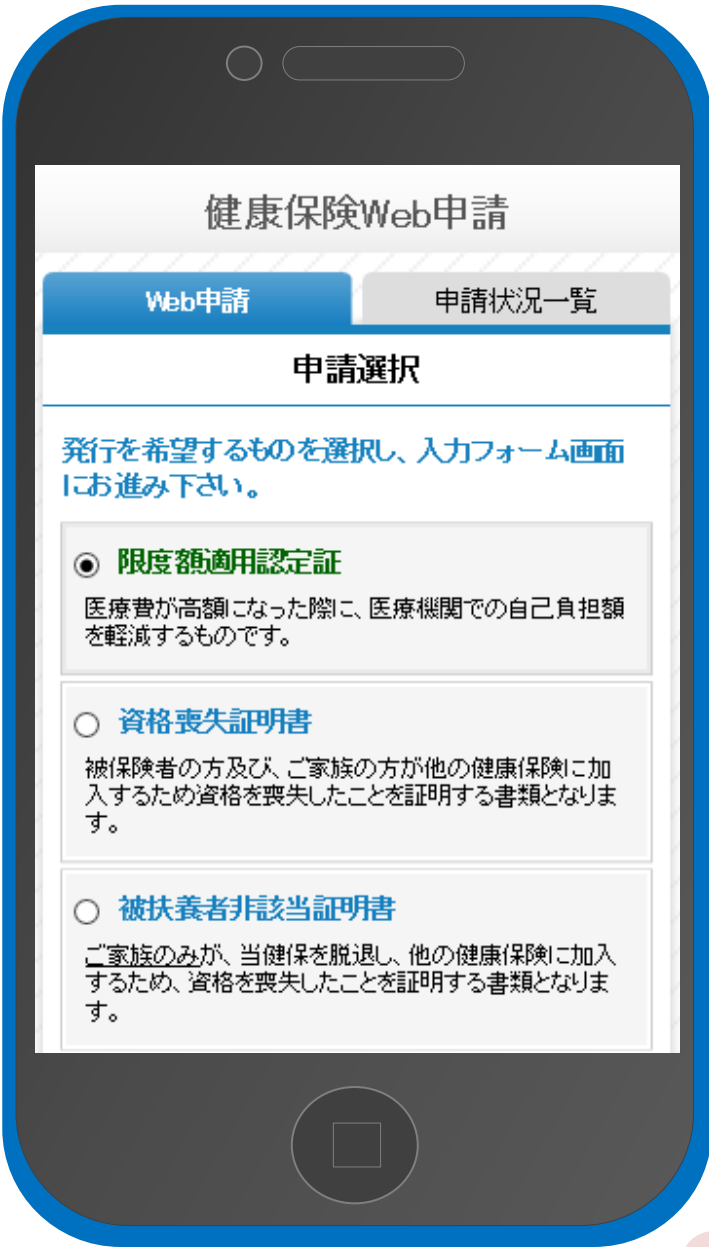 健康保険Web申請
Web申請
申請状況一覧
申請選択
発行を希望するものを選択し、入力フォーム画面
にお進み下さい。
限度額適用認定証
医療費が高額になった際に、医療機関での自己負担額
を軽減するものです。
資格喪失証明書
被保険者の方及び、ご家族の方が他の健康保険に加
入するため資格を喪失したことを証明する書類となりま
す。
被扶養者非該当証明書
ご家族のみが、当健保を脱退し、他の健康保険に加入
するため、資格を喪失したことを証明する書類となりま
す。